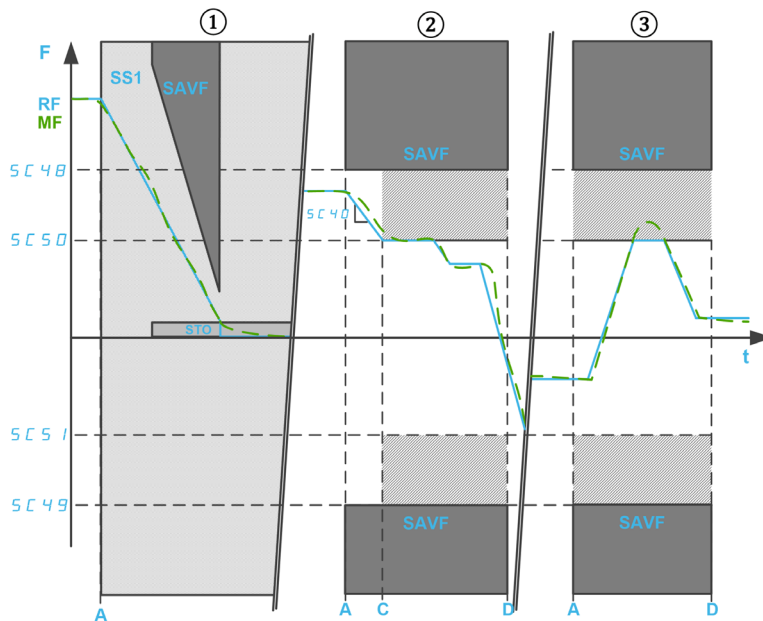 ① ② ③
F
SS1
SAVF
RF
MF
SAVF SAVF
SC48
SC40
SC50
STO
t
SC51
SC49
SAVF SAVF
A A C D A D